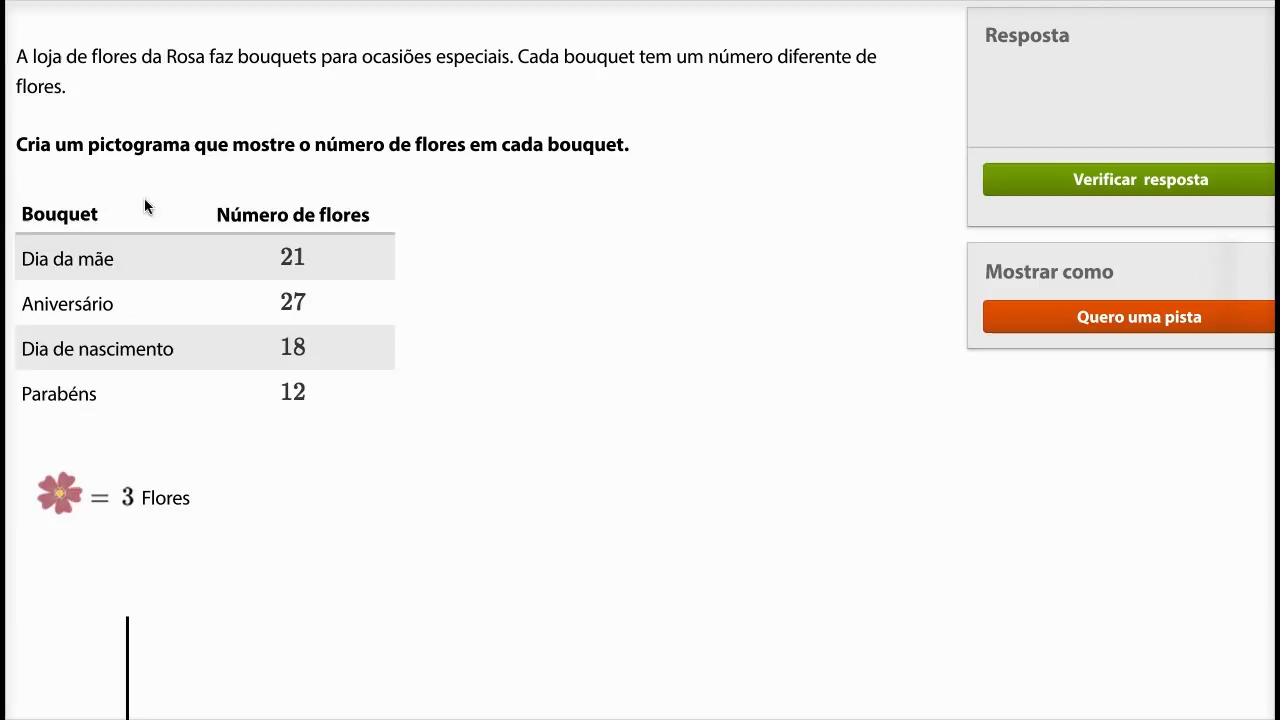 A loja de flores da Rosa faz bouquets para ocasiões especiais. Cada bouquet tem um número diferente de
flores.
Cria um pictograma que mostre o número de flores em cada bouquet.
Bouquet Número de flores
Dia da mãe 21
Aniversário 27
Dia de nascimento 18
Parabéns 12
= 3 Flores
Resposta
Verificar resposta
Mostrar como
Quero uma pista